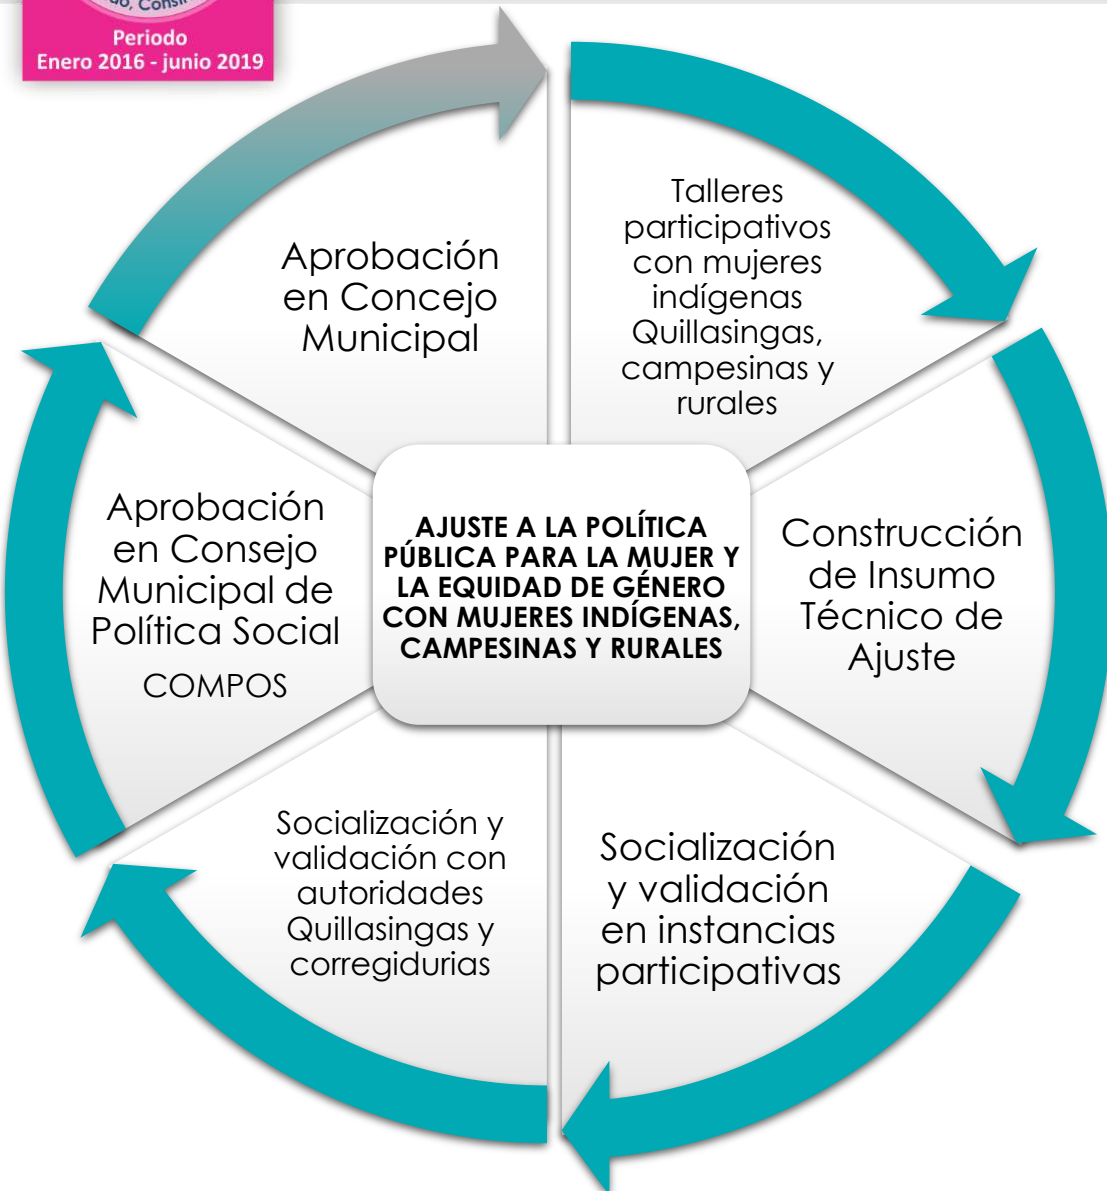 Periodo
Enero 2016 - junio 2019
Talleres
participativos
con mujeres
indígenas
Quillasingas,
campesinas y
rurales
Construcción
de Insumo
Técnico de
Ajuste
Socialización
y validación
en instancias
participativas
Socialización y
validación con
autoridades
Quillasingas y
corregidurias
Aprobación
en Consejo
Municipal de
Política Social
COMPOS
Aprobación
en Concejo
Municipal
AJUSTE A LA POLÍTICA
PÚBLICA PARA LA MUJER Y
LA EQUIDAD DE GÉNERO
CON MUJERES INDÍGENAS,
CAMPESINAS Y RURALES